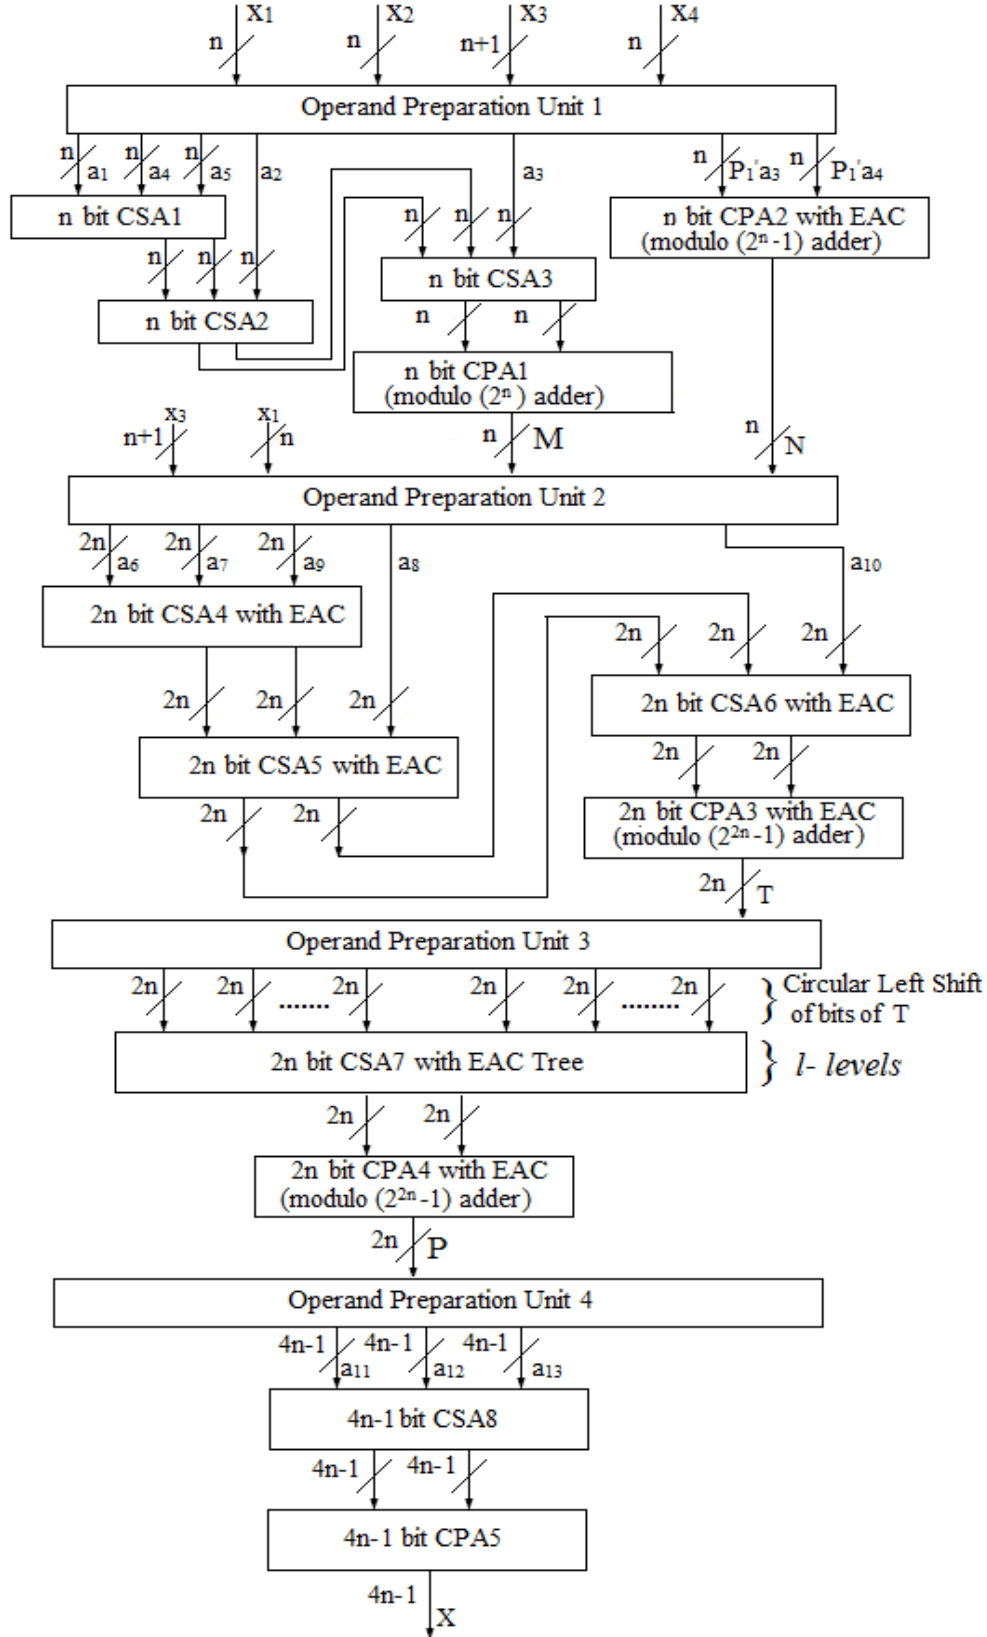 x₁ x₂ x₃ x₄
n n n+1 n
Operand Preparation Unit 1
n a₁ n a₄ n a₅ a₂ a₃ n P₁'a₃ n P₁'a₄
n bit CSA1
n n n
n bit CPA2 with EAC
(modulo (2ⁿ-1) adder)
n n n
n bit CSA3
n bit CSA2
n n
n bit CPA1
(modulo (2ⁿ) adder)
x₃ x₁
n+1 n n M n N
Operand Preparation Unit 2
2n a₆ 2n a₇ 2n a₉ a₈ a₁₀
2n bit CSA4 with EAC
2n 2n 2n
2n 2n 2n
2n bit CSA6 with EAC
2n bit CSA5 with EAC
2n 2n
2n 2n
2n bit CPA3 with EAC
(modulo (2²ⁿ-1) adder)
2n T
Operand Preparation Unit 3
2n 2n ....... 2n 2n 2n ........ 2n } Circular Left Shift
of bits of T
2n bit CSA7 with EAC Tree } l- levels
2n 2n
2n bit CPA4 with EAC
(modulo (2²ⁿ-1) adder)
2n P
Operand Preparation Unit 4
4n-1 a₁₁ 4n-1 a₁₂ 4n-1 a₁₃
4n-1 bit CSA8
4n-1 4n-1
4n-1 bit CPA5
4n-1 X